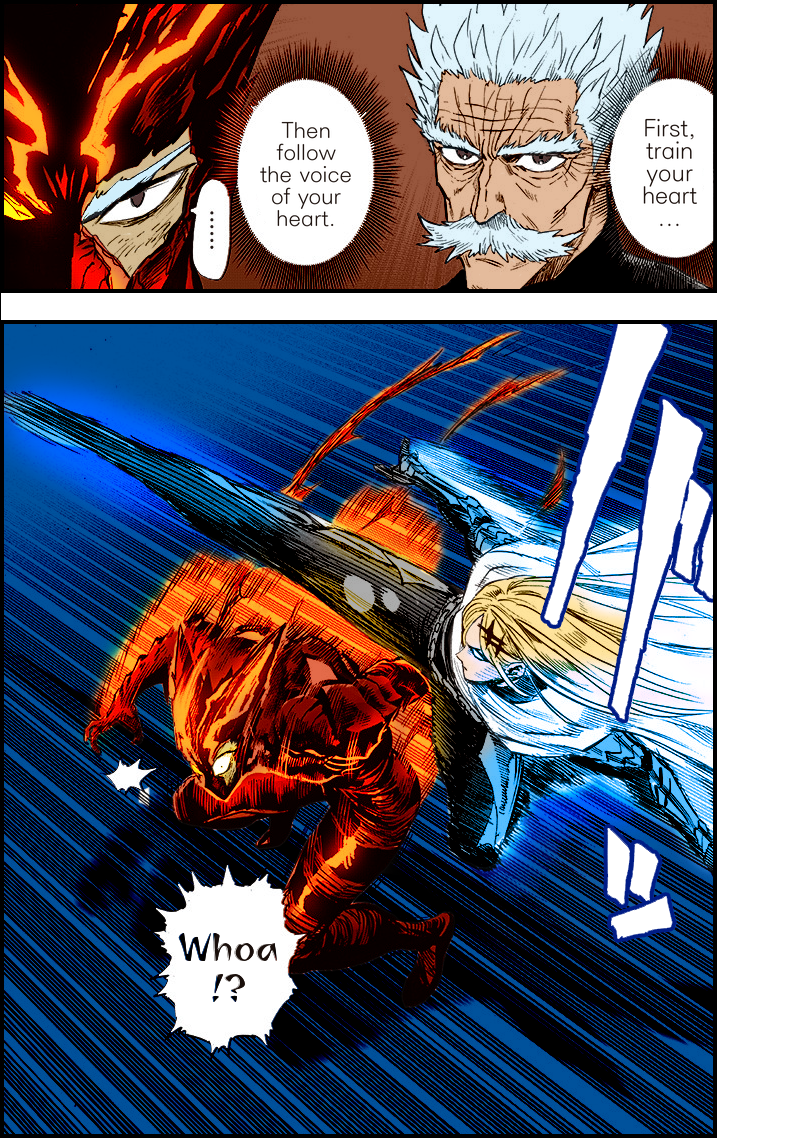 First,
train
your
heart
...
Then
follow
the voice
of your
heart.
......
Whoa
!?
!!